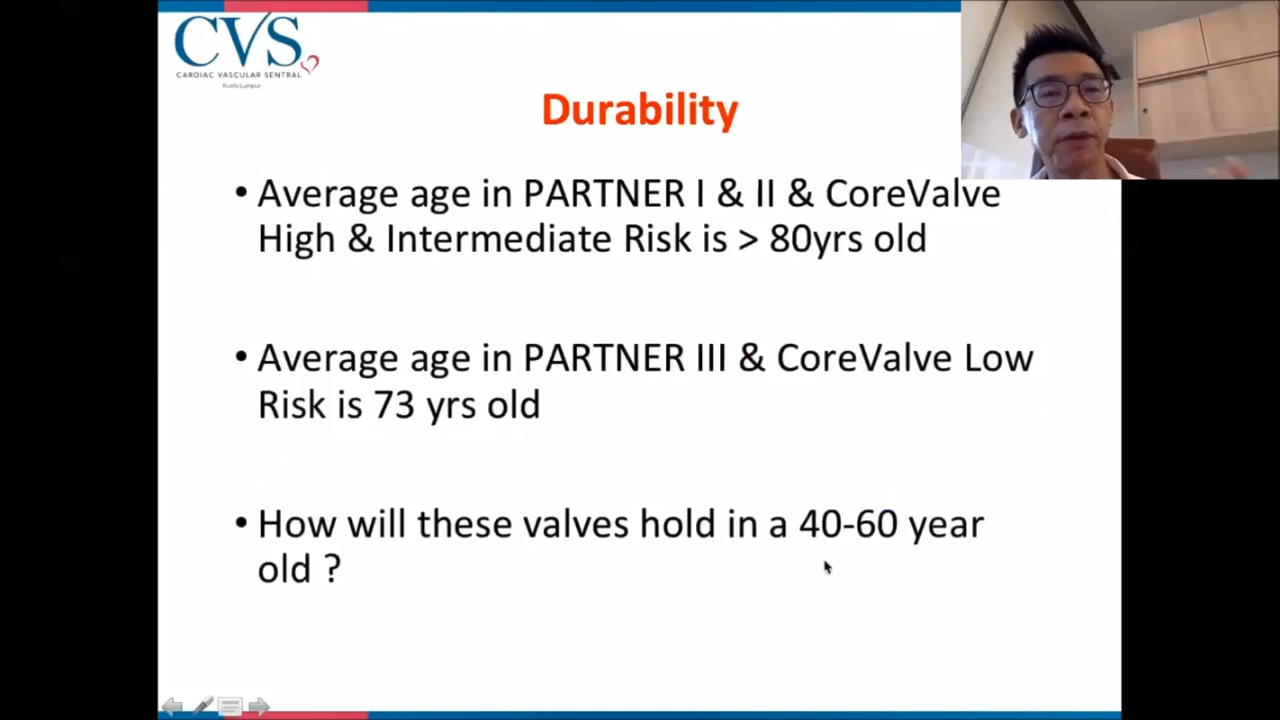 CVS
CARDIAC VASCULAR SENTRAL
Kuala Lumpur
Durability
• Average age in PARTNER I & II & CoreValve
High & Intermediate Risk is > 80yrs old
• Average age in PARTNER III & CoreValve Low
Risk is 73 yrs old
• How will these valves hold in a 40-60 year
old ?